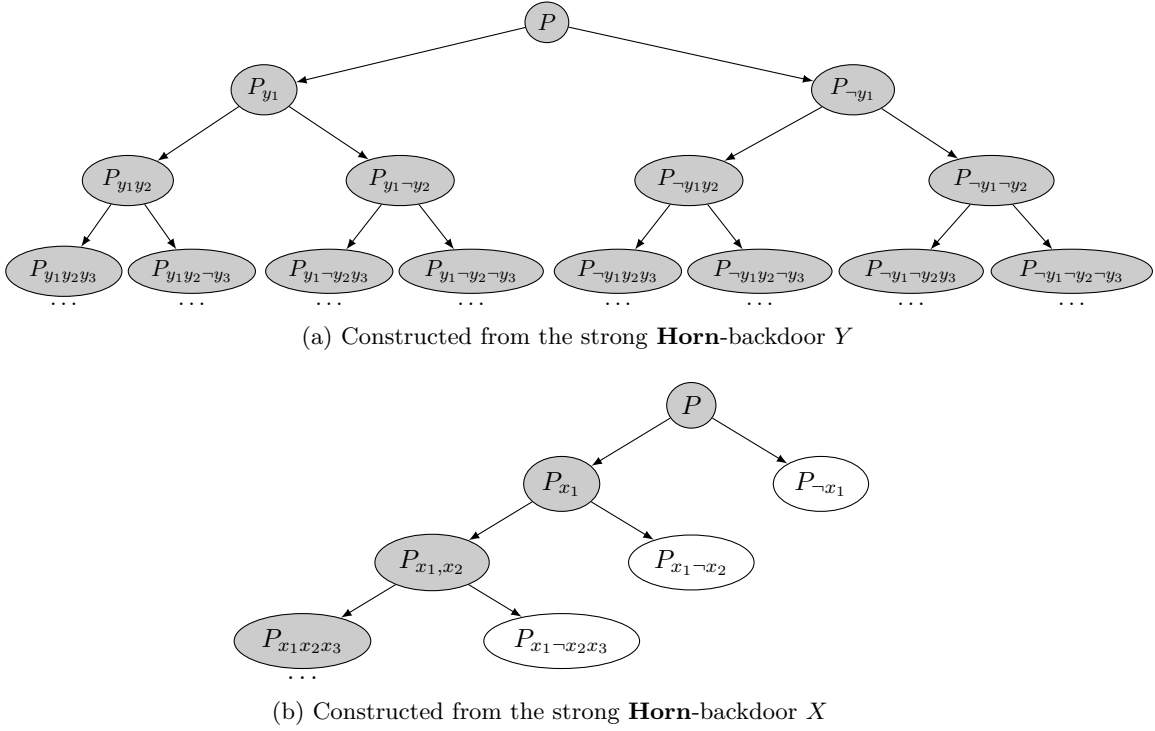 P
P_{y_1} P_{¬y_1}
P_{y_1y_2} P_{y_1¬y_2} P_{¬y_1y_2} P_{¬y_1¬y_2}
P_{y_1y_2y_3} P_{y_1y_2¬y_3} P_{y_1¬y_2y_3} P_{y_1¬y_2¬y_3} P_{¬y_1y_2y_3} P_{¬y_1y_2¬y_3} P_{¬y_1¬y_2y_3} P_{¬y_1¬y_2¬y_3}
... ... ... ... ... ... ... ...
(a) Constructed from the strong Horn-backdoor Y
P
P_{x_1} P_{¬x_1}
P_{x_1,x_2} P_{x_1¬x_2}
P_{x_1x_2x_3} P_{x_1¬x_2x_3}
...
(b) Constructed from the strong Horn-backdoor X